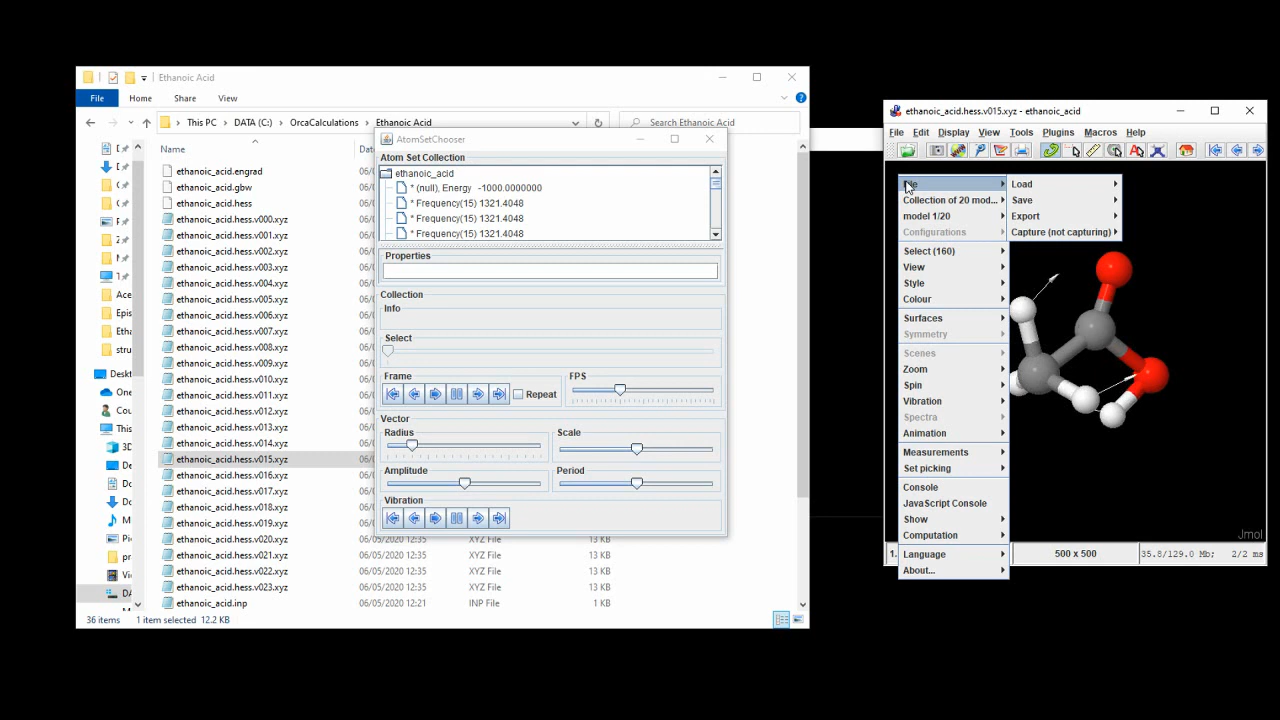 Ethanoic Acid
File Home Share View
This PC DATA (C:) OrcaCalculations Ethanoic Acid
Search Ethanoic Acid
Name
ethanoic_acid.engrad
ethanoic_acid.gbw
ethanoic_acid.hess
ethanoic_acid.hess.v000.xyz
ethanoic_acid.hess.v001.xyz
ethanoic_acid.hess.v002.xyz
ethanoic_acid.hess.v003.xyz
ethanoic_acid.hess.v004.xyz
ethanoic_acid.hess.v005.xyz
ethanoic_acid.hess.v006.xyz
ethanoic_acid.hess.v007.xyz
ethanoic_acid.hess.v008.xyz
ethanoic_acid.hess.v009.xyz
ethanoic_acid.hess.v010.xyz
ethanoic_acid.hess.v011.xyz
ethanoic_acid.hess.v012.xyz
ethanoic_acid.hess.v013.xyz
ethanoic_acid.hess.v014.xyz
ethanoic_acid.hess.v015.xyz
ethanoic_acid.hess.v016.xyz
ethanoic_acid.hess.v017.xyz
ethanoic_acid.hess.v018.xyz
ethanoic_acid.hess.v019.xyz
ethanoic_acid.hess.v020.xyz 06/05/2020 12:35 XYZ File 13 KB
ethanoic_acid.hess.v021.xyz 06/05/2020 12:35 XYZ File 13 KB
ethanoic_acid.hess.v022.xyz 06/05/2020 12:35 XYZ File 13 KB
ethanoic_acid.hess.v023.xyz 06/05/2020 12:35 XYZ File 13 KB
ethanoic_acid.inp 06/05/2020 12:21 INP File 1 KB
36 items 1 item selected 12.2 KB
AtomSetChooser
Atom Set Collection
ethanoic_acid
* (null), Energy -1000.0000000
* Frequency(15) 1321.4048
* Frequency(15) 1321.4048
* Frequency(15) 1321.4048
Properties
Collection
Info
Select
Frame
Repeat
FPS
Vector
Radius
Scale
Amplitude
Period
Vibration
ethanoic_acid.hess.v015.xyz - ethanoic_acid
File Edit Display View Tools Plugins Macros Help
Collection of 20 mod...
model 1/20
Configurations
Select (160)
View
Style
Colour
Surfaces
Symmetry
Scenes
Zoom
Spin
Vibration
Spectra
Animation
Measurements
Set picking
Console
JavaScript Console
Show
Computation
Language
About...
Load
Save
Export
Capture (not capturing)
Jmol
500 x 500
35.8/129.0 Mb; 2/2 ms